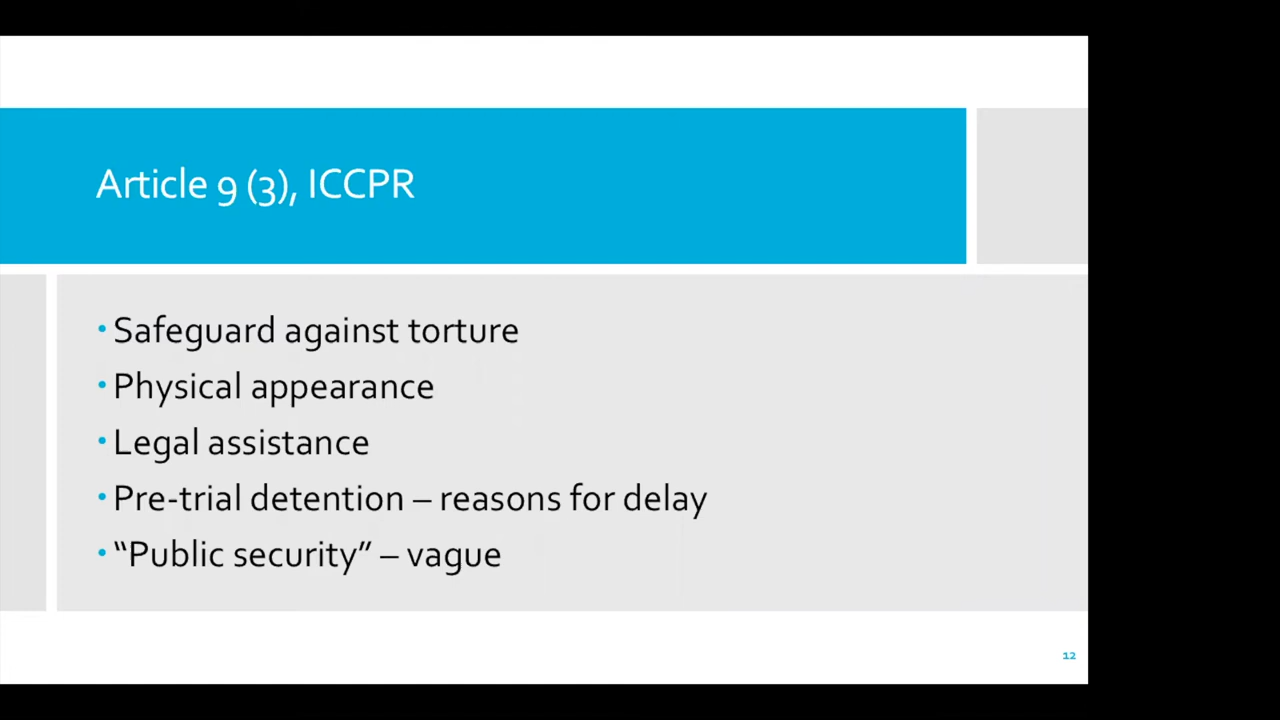 Article 9 (3), ICCPR
• Safeguard against torture
• Physical appearance
• Legal assistance
• Pre-trial detention – reasons for delay
• “Public security” – vague
12